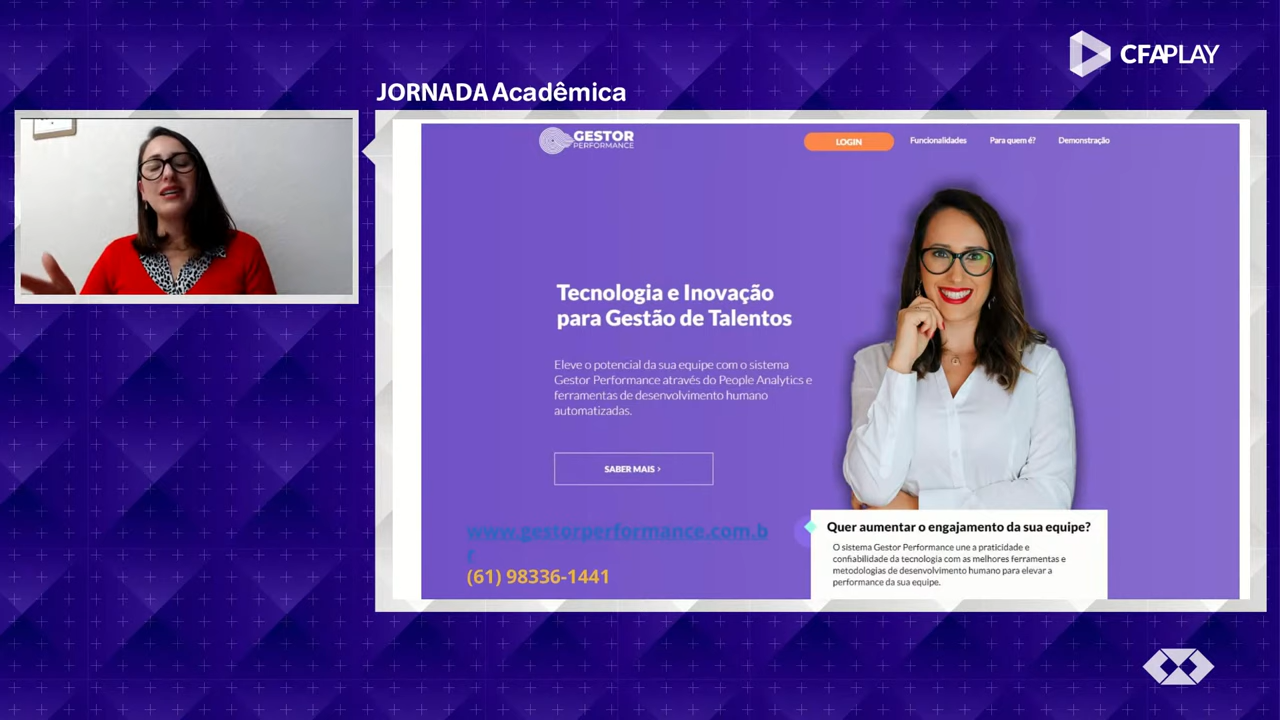 CFAPLAY
JORNADA Acadêmica
GESTOR
PERFORMANCE
LOGIN
Funcionalidades
Para quem é?
Demonstração
Tecnologia e Inovação
para Gestão de Talentos
Eleve o potencial da sua equipe com o sistema
Gestor Performance através do People Analytics e
ferramentas de desenvolvimento humano
automatizadas.
SABER MAIS >
www.gestorperformance.com.b
r
(61) 98336-1441
Quer aumentar o engajamento da sua equipe?
O sistema Gestor Performance une a praticidade e
confiabilidade da tecnologia com as melhores ferramentas e
metodologias de desenvolvimento humano para elevar a
performance da sua equipe.